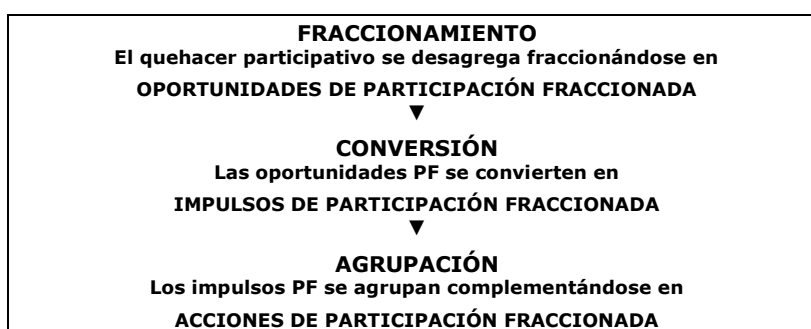 FRACCIONAMIENTO
El quehacer participativo se desagrega fraccionándose en
OPORTUNIDADES DE PARTICIPACIÓN FRACCIONADA
▼
CONVERSIÓN
Las oportunidades PF se convierten en
IMPULSOS DE PARTICIPACIÓN FRACCIONADA
▼
AGRUPACIÓN
Los impulsos PF se agrupan complementándose en
ACCIONES DE PARTICIPACIÓN FRACCIONADA